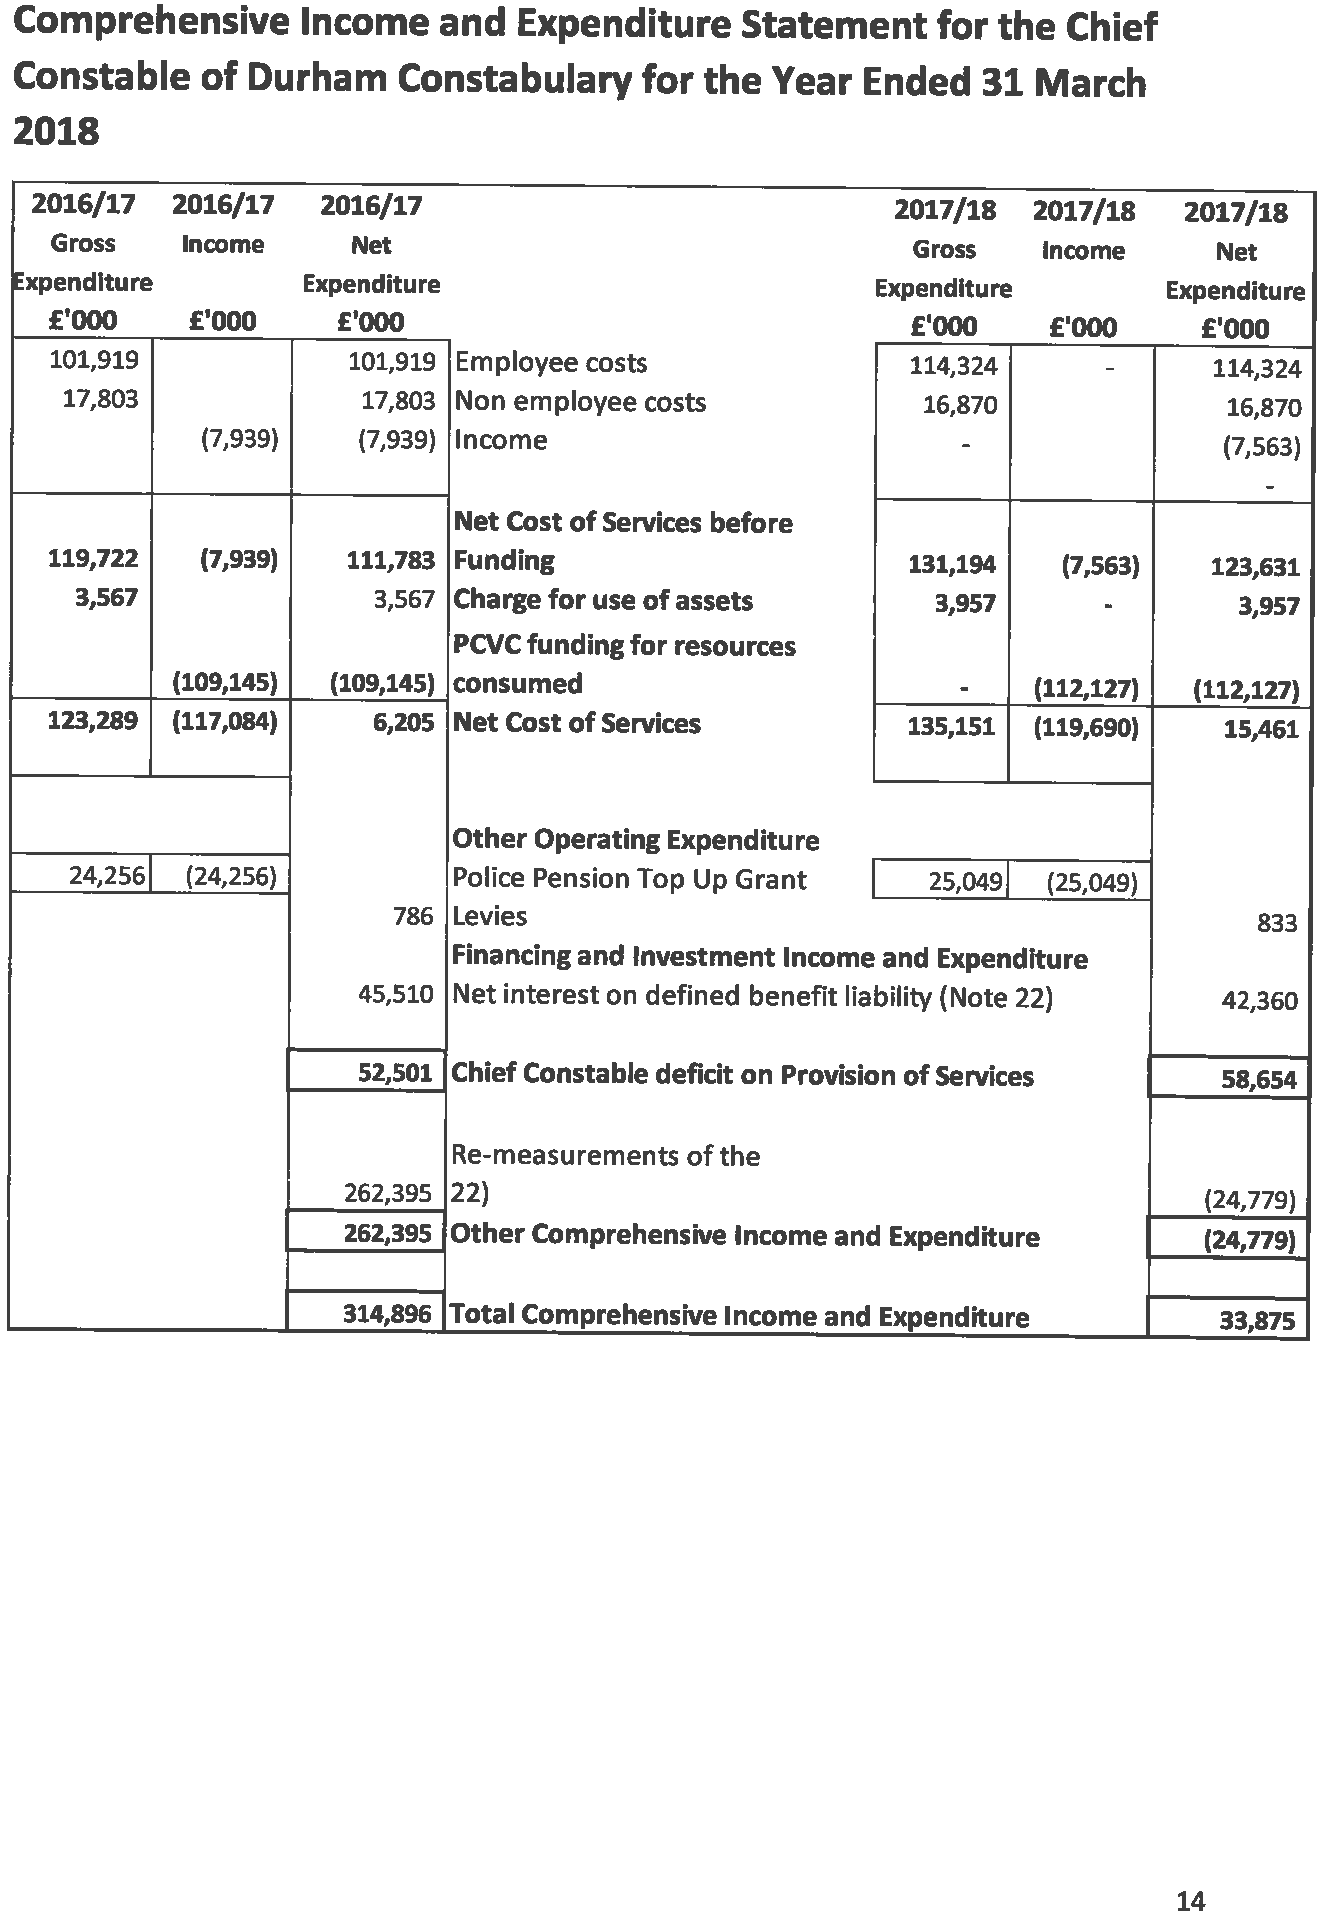 Comprehensive Income and Expenditure Statement for the Chief
Constable of Durham Constabulary for the Year Ended 31 March
2018
2016/17 2016/17 2016/17 2017/18 2017/18 2017/18
Gross Income Net Gross Income Net
Expenditure Expenditure Expenditure Expenditure
£'000 £'000 £'000 £'000 £'000 £'000
101,919 101,919 Employee costs 114,324 - 114,324
17,803 17,803 Non employee costs 16,870 16,870
(7,939) (7,939) Income - (7,563)
-
Net Cost of Services before
119,722 (7,939) 111,783 Funding 131,194 (7,563) 123,631
3,567 3,567 Charge for use of assets 3,957 - 3,957
PCVC funding for resources
(109,145) (109,145) consumed - (112,127) (112,127)
123,289 (117,084) 6,205 Net Cost of Services 135,151 (119,690) 15,461
Other Operating Expenditure
24,256 (24,256) Police Pension Top Up Grant 25,049 (25,049)
786 Levies 833
Financing and Investment Income and Expenditure
45,510 Net interest on defined benefit liability (Note 22) 42,360
52,501 Chief Constable deficit on Provision of Services 58,654
Re-measurements of the
262,395 22) (24,779)
262,395 Other Comprehensive Income and Expenditure (24,779)
314,896 Total Comprehensive Income and Expenditure 33,875
14